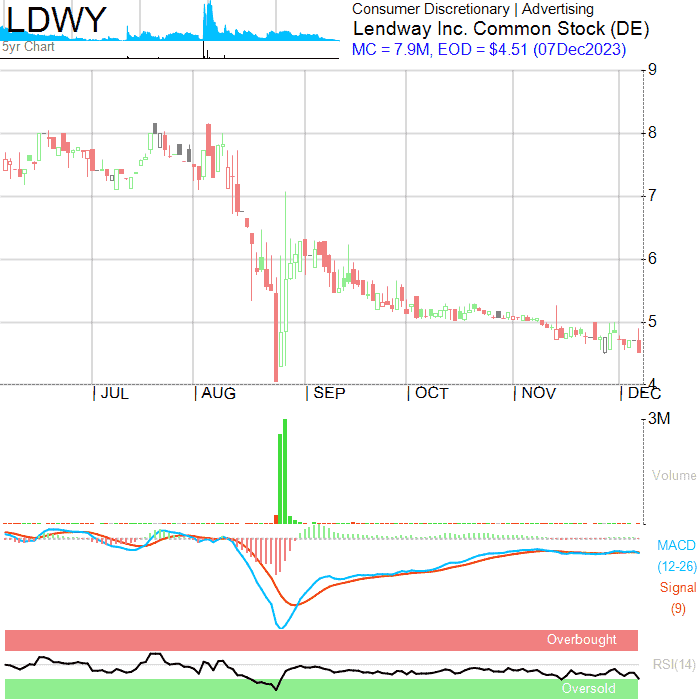 LDWY
5yr Chart
Consumer Discretionary | Advertising
Lendway Inc. Common Stock (DE)
MC = 7.9M, EOD = $4.51 (07Dec2023)
9
8
7
6
5
4
JUL AUG SEP OCT NOV DEC
3M
Volume
MACD
(12-26)
Signal
(9)
Overbought
RSI(14)
Oversold